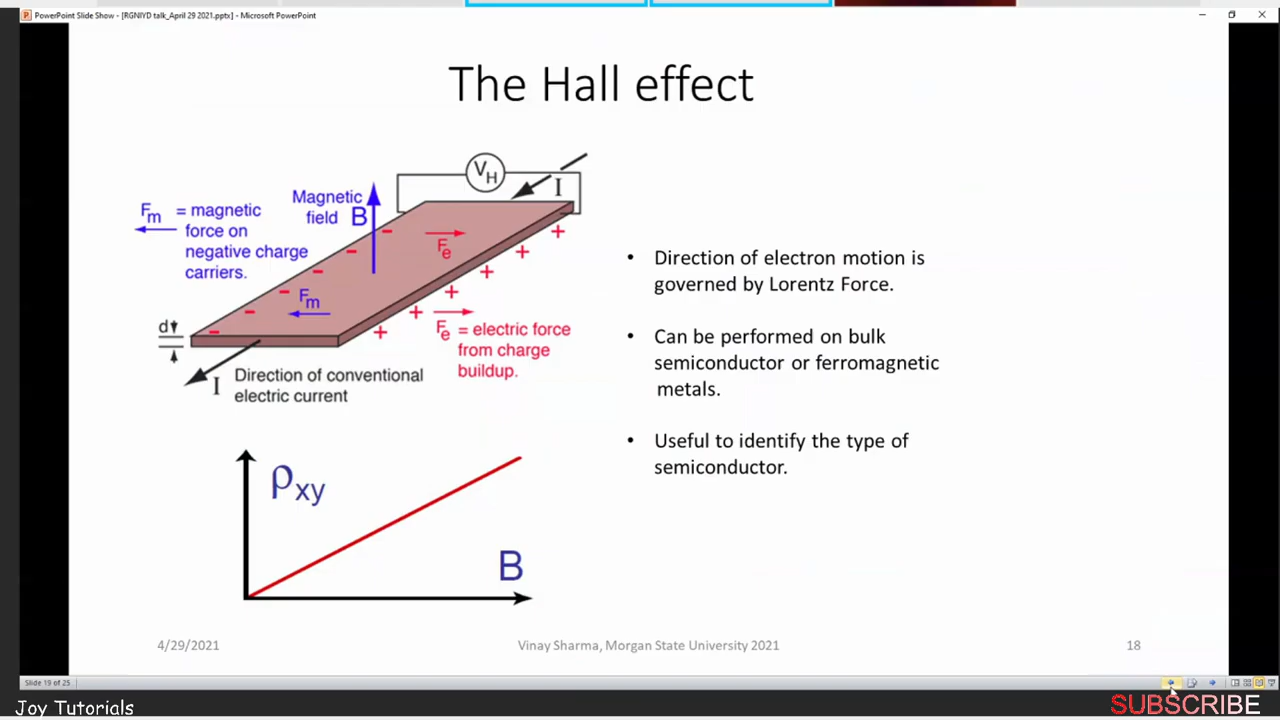 PowerPoint Slide Show - [RGNIYD talk_April 29 2021.pptx] - Microsoft PowerPoint
The Hall effect
VH
I
Magnetic
field B
Fm = magnetic
force on
negative charge
carriers.
Fe
Fm
d
Fe = electric force
from charge
buildup.
I
Direction of conventional
electric current
• Direction of electron motion is
governed by Lorentz Force.
• Can be performed on bulk
semiconductor or ferromagnetic
metals.
• Useful to identify the type of
semiconductor.
ρxy
B
4/29/2021
Vinay Sharma, Morgan State University 2021
18
Slide 19 of 25
Joy Tutorials
SUBSCRIBE